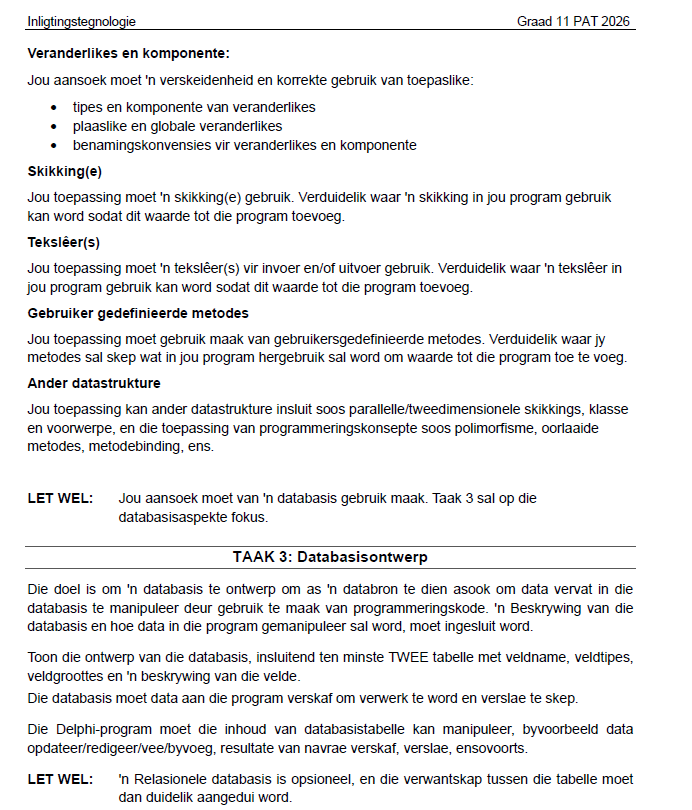 Inligtingstegnologie Graad 11 PAT 2026
Veranderlikes en komponente:
Jou aansoek moet 'n verskeidenheid en korrekte gebruik van toepaslike:
• tipes en komponente van veranderlikes
• plaaslike en globale veranderlikes
• benamingskonvensies vir veranderlikes en komponente
Skikking(e)
Jou toepassing moet 'n skikking(e) gebruik. Verduidelik waar 'n skikking in jou program gebruik
kan word sodat dit waarde tot die program toevoeg.
Tekslêer(s)
Jou toepassing moet 'n tekslêer(s) vir invoer en/of uitvoer gebruik. Verduidelik waar 'n tekslêer in
jou program gebruik kan word sodat dit waarde tot die program toevoeg.
Gebruiker gedefinieerde metodes
Jou toepassing moet gebruik maak van gebruikersgedefinieerde metodes. Verduidelik waar jy
metodes sal skep wat in jou program hergebruik sal word om waarde tot die program toe te voeg.
Ander datastrukture
Jou toepassing kan ander datastrukture insluit soos parallelle/tweedimensionele skikkings, klasse
en voorwerpe, en die toepassing van programmeringskonsepte soos polimorfisme, oorlaaide
metodes, metodebinding, ens.
LET WEL: Jou aansoek moet van 'n databasis gebruik maak. Taak 3 sal op die
databasisaspekte fokus.
TAAK 3: Databasisontwerp
Die doel is om 'n databasis te ontwerp om as 'n databron te dien asook om data vervat in die
databasis te manipuleer deur gebruik te maak van programmeringskode. 'n Beskrywing van die
databasis en hoe data in die program gemanipuleer sal word, moet ingesluit word.
Toon die ontwerp van die databasis, insluitend ten minste TWEE tabelle met veldname, veldtipes,
veldgroottes en 'n beskrywing van die velde.
Die databasis moet data aan die program verskaf om verwerk te word en verslae te skep.
Die Delphi-program moet die inhoud van databasistabelle kan manipuleer, byvoorbeeld data
opdateer/redigeer/vee/byvoeg, resultate van navrae verskaf, verslae, ensovoorts.
LET WEL: 'n Relasionele databasis is opsioneel, en die verwantskap tussen die tabelle moet
dan duidelik aangedui word.